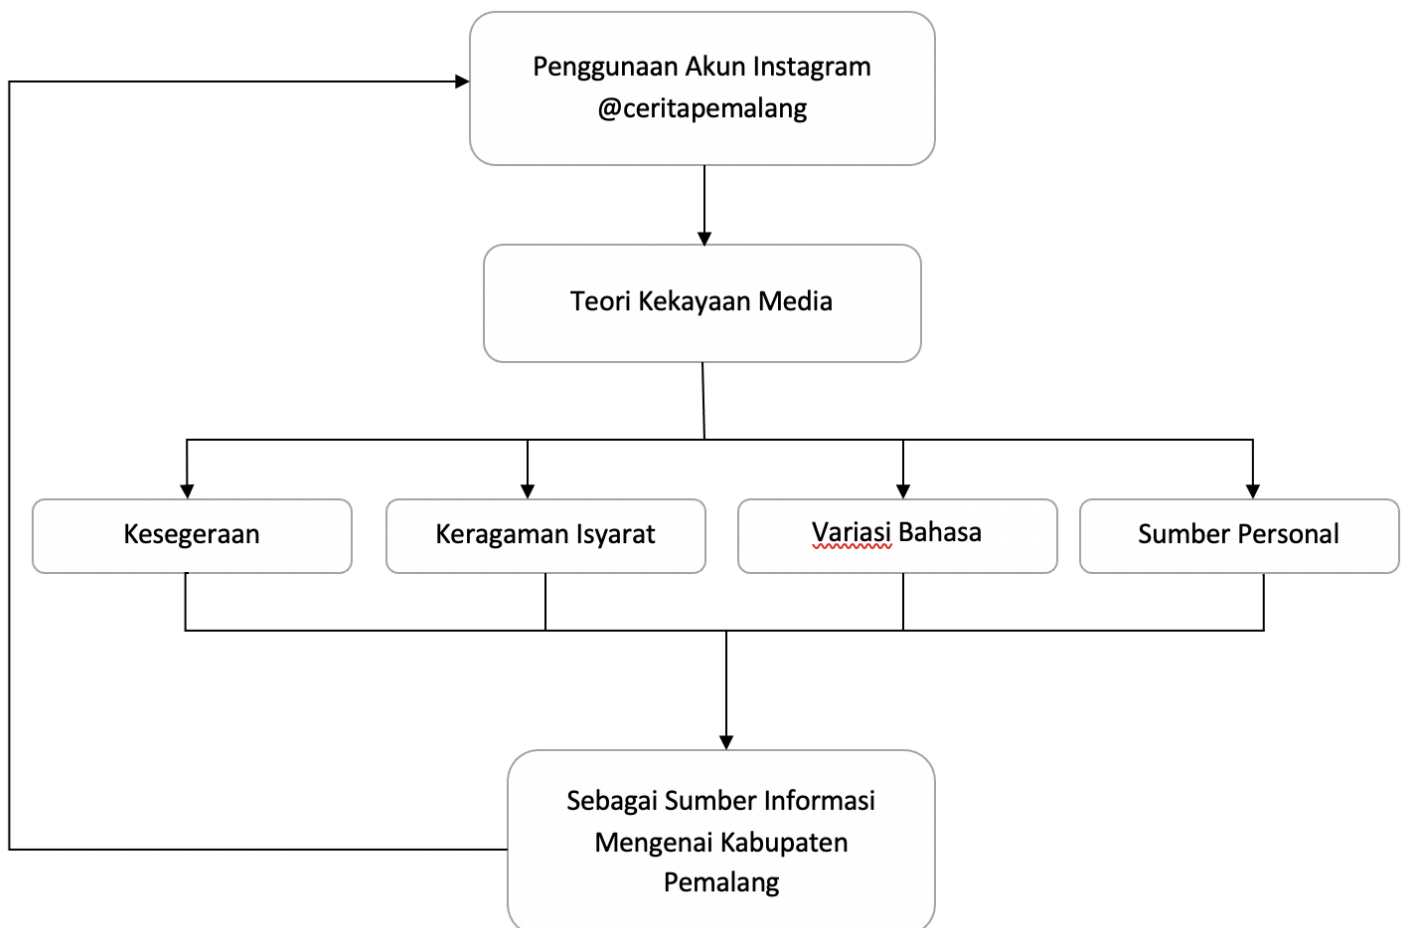 Penggunaan Akun Instagram
@ceritapemalang
Teori Kekayaan Media
Kesegeraan
Keragaman Isyarat
Variasi Bahasa
Sumber Personal
Sebagai Sumber Informasi
Mengenai Kabupaten
Pemalang